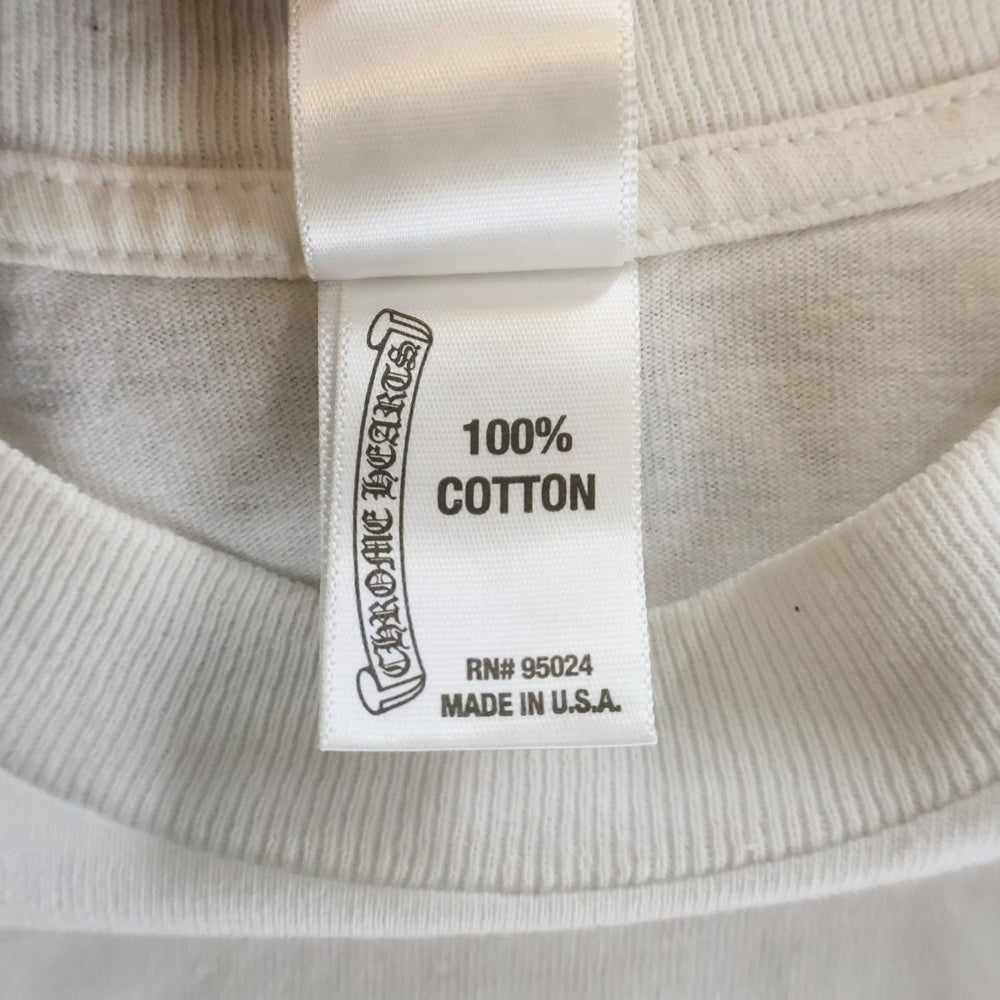 CHROME HEARTS
100%
COTTON
RN# 95024
MADE IN U.S.A.